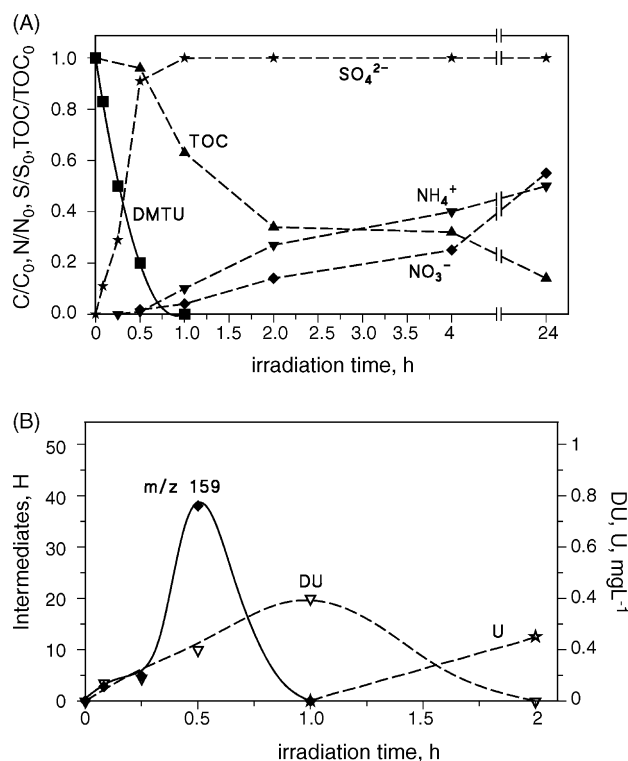 (A)
C/C₀, N/N₀, S/S₀, TOC/TOC₀
1.0
0.8
0.6
0.4
0.2
0.0
SO₄²⁻
TOC
DMTU
NH₄⁺
NO₃⁻
0 0.5 1.0 1.5 2.0 2.5 3.0 3.5 4 24
irradiation time, h
(B)
Intermediates, H
50
40
30
20
10
0
m/z 159
DU
U
1
0.8
0.6
0.4
0.4
0
DU, U, mgL⁻¹
0 0.5 1.0 1.5 2
irradiation time, h